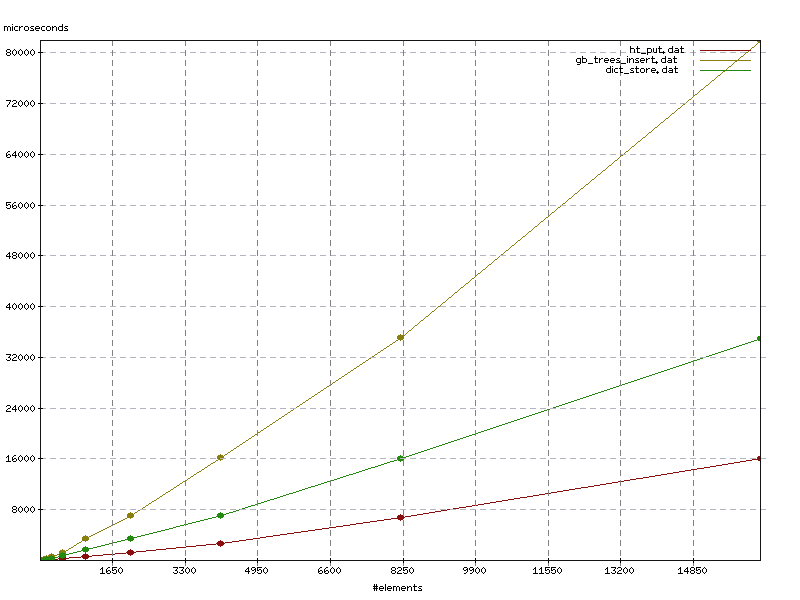 microseconds
ht_put.dat
gb_trees_insert.dat
dict_store.dat
80000
72000
64000
56000
48000
40000
32000
24000
16000
8000
1650 3300 4950 6600 8250 9900 11550 13200 14850
#elements